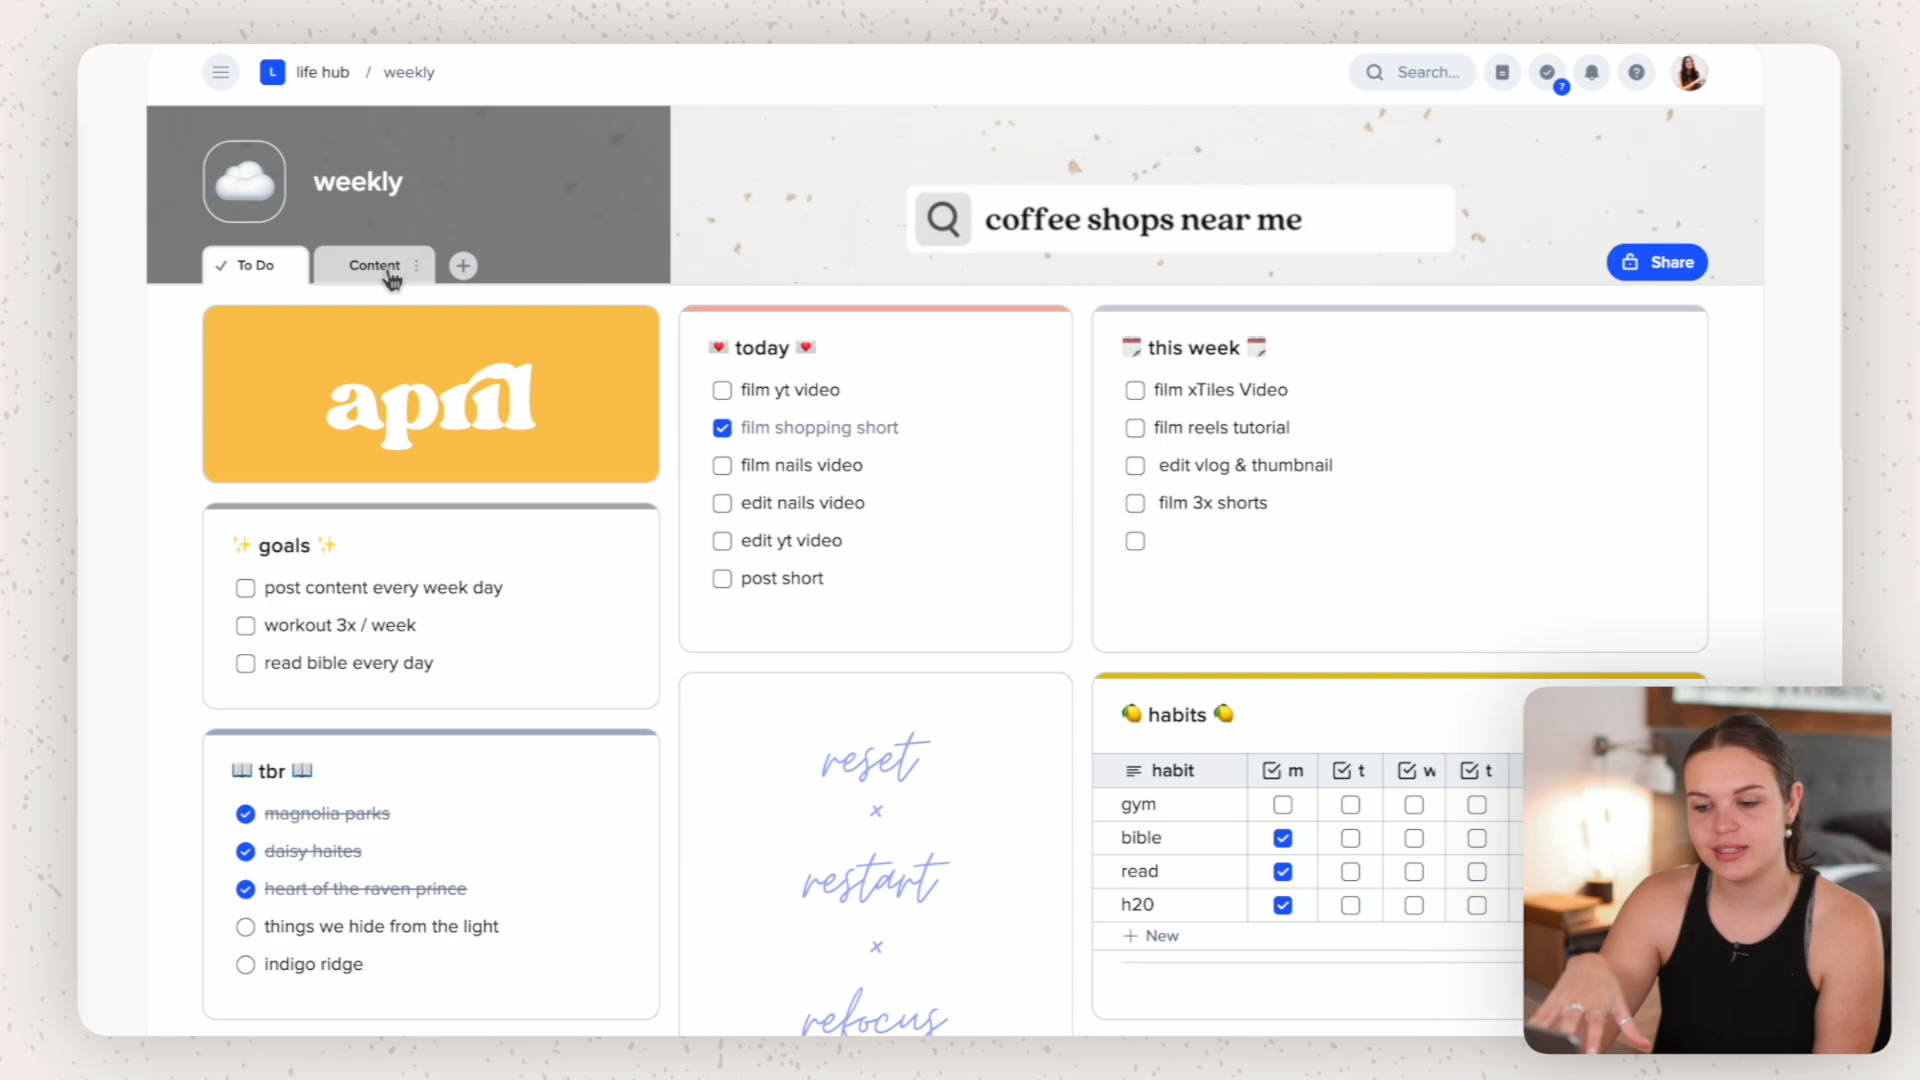 L life hub / weekly
Search...
7
weekly
coffee shops near me
To Do
Content
Share
april
✨ goals ✨
post content every week day
workout 3x / week
read bible every day
📖 tbr 📖
magnolia parks
daisy haites
heart of the raven prince
things we hide from the light
indigo ridge
💌 today 💌
film yt video
film shopping short
film nails video
edit nails video
edit yt video
post short
reset
x
restart
x
refocus
🗓️ this week 🗓️
film xTiles Video
film reels tutorial
edit vlog & thumbnail
film 3x shorts
🍋 habits 🍋
habit m t w t
gym
bible
read
h20
+ New